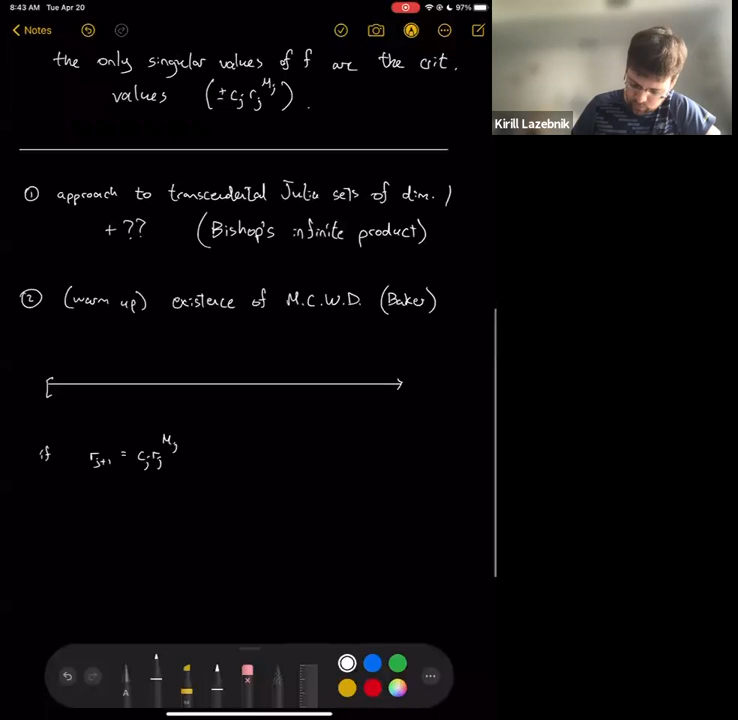 8:43 AM Tue Apr 20
97%
Notes
the only singular values of f are the crit.
values (± c_j r_j^{M_j}).
Kirill Lazebnik
① approach to transcendental Julia sets of dim. 1
+ ?? (Bishop's infinite product)
② (warm up) existence of M.C.W.D. (Baker)
if r_{j+1} = c_j r_j^{M_j}
A